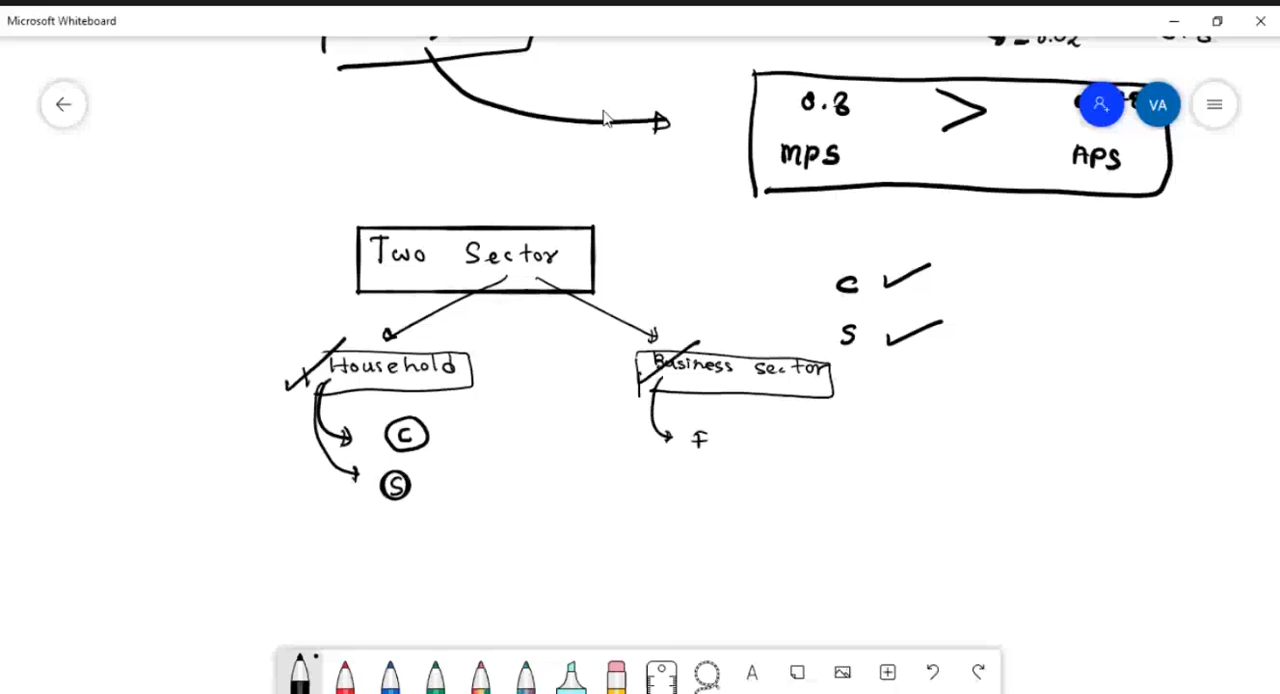 Microsoft Whiteboard
0.8 >
MPS APS
VA
Two Sector
C
S
Household Business sector
C F
S
A